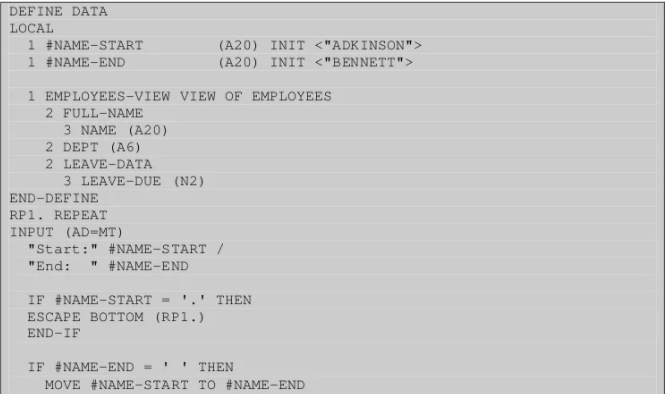 DEFINE DATA
LOCAL
1 #NAME-START (A20) INIT <"ADKINSON">
1 #NAME-END (A20) INIT <"BENNETT">
1 EMPLOYEES-VIEW VIEW OF EMPLOYEES
2 FULL-NAME
3 NAME (A20)
2 DEPT (A6)
2 LEAVE-DATA
3 LEAVE-DUE (N2)
END-DEFINE
RP1. REPEAT
INPUT (AD=MT)
"Start:" #NAME-START /
"End:  " #NAME-END
IF #NAME-START = '.' THEN
ESCAPE BOTTOM (RP1.)
END-IF
IF #NAME-END = ' ' THEN
MOVE #NAME-START TO #NAME-END